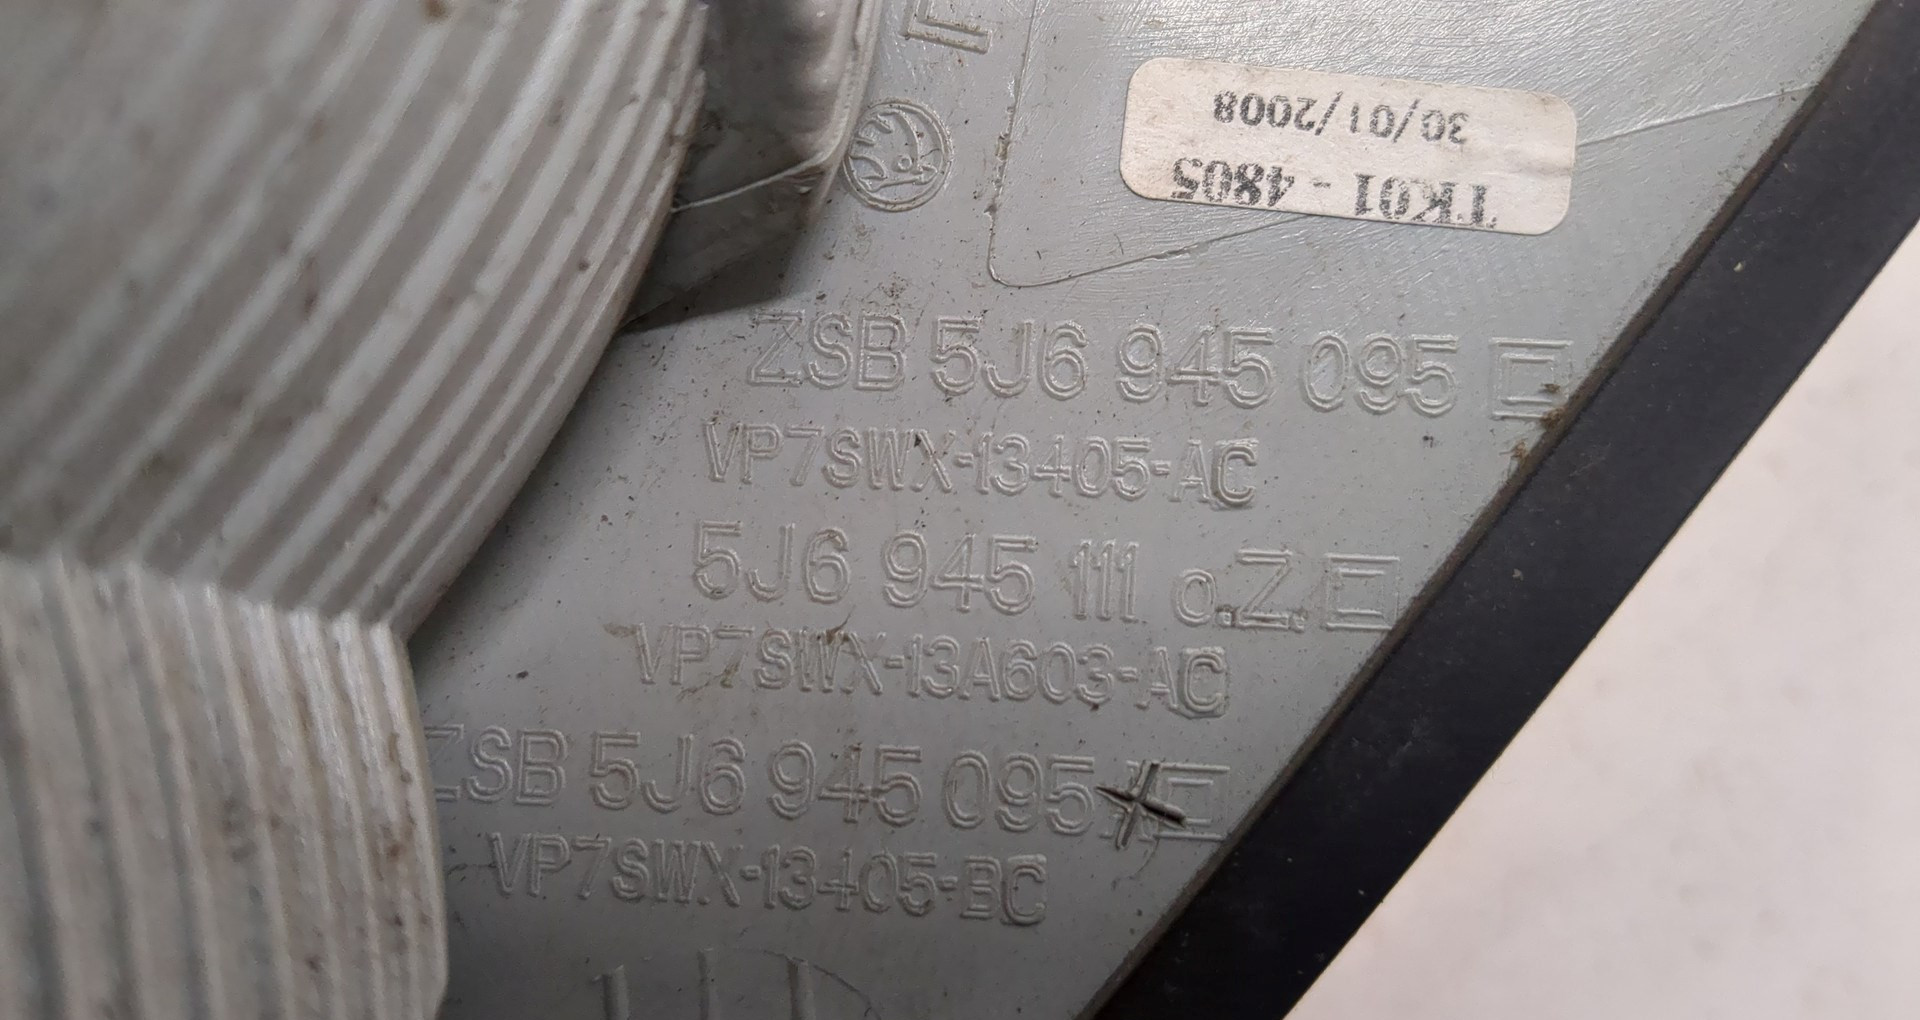 30/01/2008
TK01 - 4805
ZSB 5J6 945 095
VP7SWX-13405-AC
5J6 945 111 o.Z.
VP7SWX-13A603-AC
ZSB 5J6 945 095
VP7SWX-13405-BC